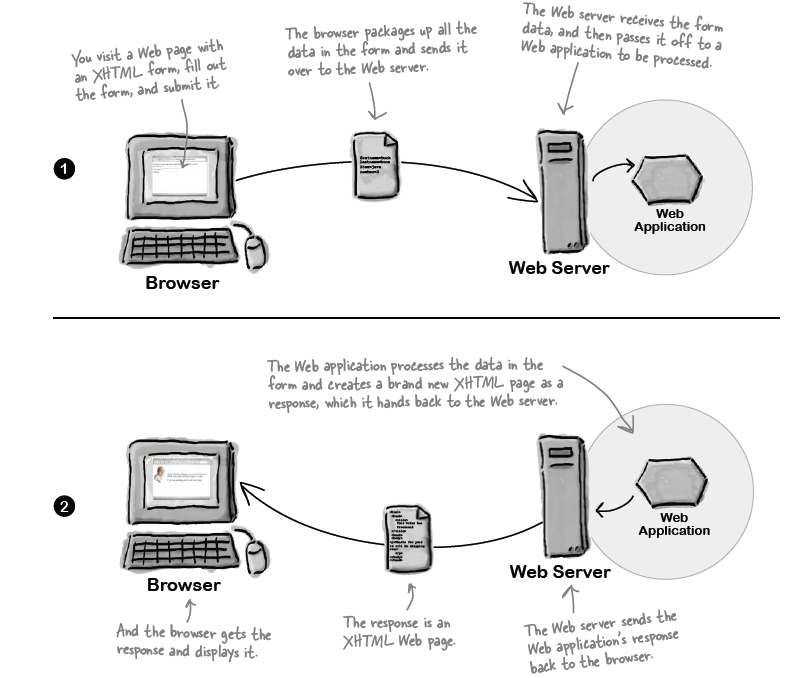 You visit a Web page with
an XHTML form, fill out
the form, and submit it.
The browser packages up all the
data in the form and sends it
over to the Web server.
The Web server receives the form
data, and then passes it off to a
Web application to be processed.
1
Browser
Web Server
Web
Application
The Web application processes the data in the
form and creates a brand new XHTML page as a
response, which it hands back to the Web server.
2
Browser
Web Server
Web
Application
And the browser gets the
response and displays it.
The response is an
XHTML Web page.
The Web server sends the
Web application's response
back to the browser.